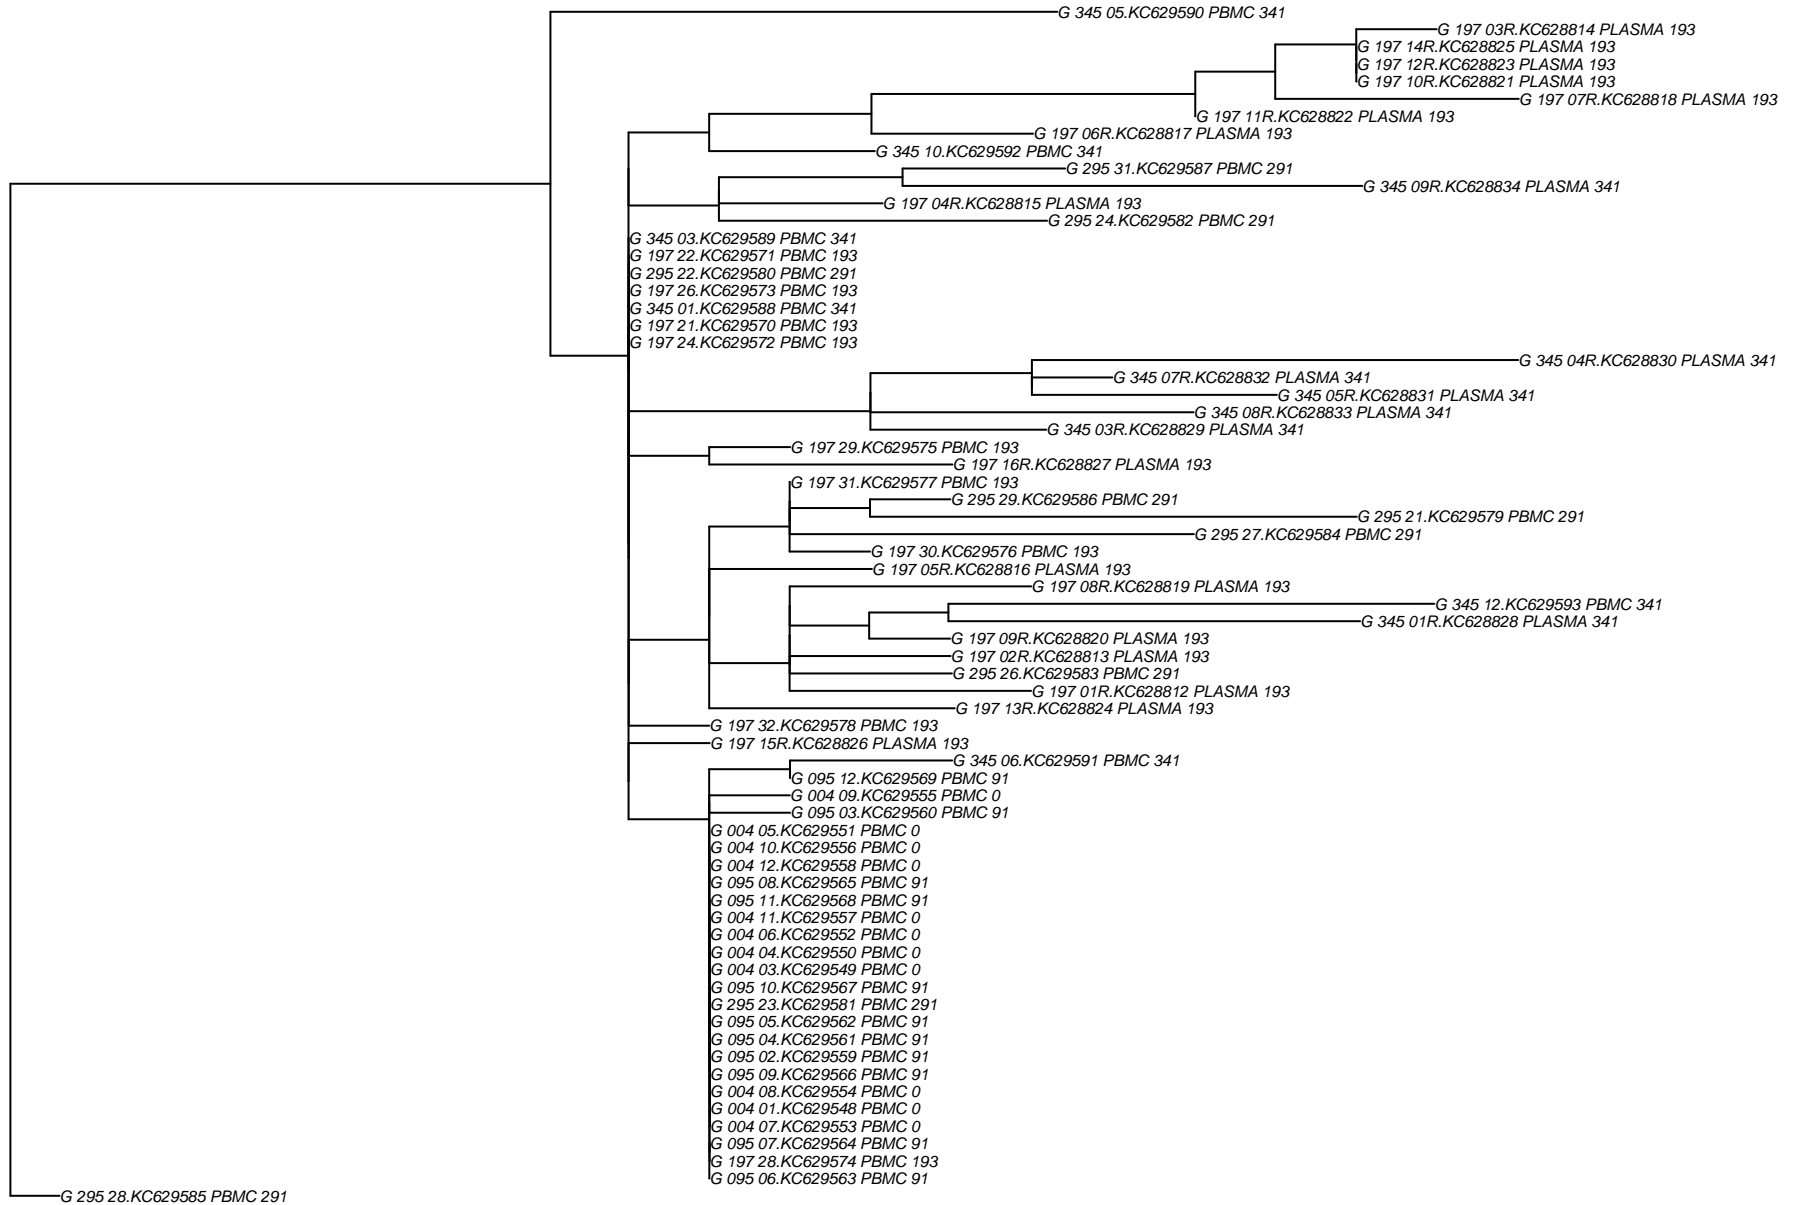 G 345 05.KC629590 PBMC 341
G 197 03R.KC628814 PLASMA 193
G 197 14R.KC628825 PLASMA 193
G 197 12R.KC628823 PLASMA 193
G 197 10R.KC628821 PLASMA 193
G 197 07R.KC628818 PLASMA 193
G 197 11R.KC628822 PLASMA 193
G 197 06R.KC628817 PLASMA 193
G 345 10.KC629592 PBMC 341
G 295 31.KC629587 PBMC 291
G 345 09R.KC628834 PLASMA 341
G 197 04R.KC628815 PLASMA 193
G 295 24.KC629582 PBMC 291
G 345 03.KC629589 PBMC 341
G 197 22.KC629571 PBMC 193
G 295 22.KC629580 PBMC 291
G 197 26.KC629573 PBMC 193
G 345 01.KC629588 PBMC 341
G 197 21.KC629570 PBMC 193
G 197 24.KC629572 PBMC 193
G 345 04R.KC628830 PLASMA 341
G 345 07R.KC628832 PLASMA 341
G 345 05R.KC628831 PLASMA 341
G 345 08R.KC628833 PLASMA 341
G 345 03R.KC628829 PLASMA 341
G 197 29.KC629575 PBMC 193
G 197 16R.KC628827 PLASMA 193
G 197 31.KC629577 PBMC 193
G 295 29.KC629586 PBMC 291
G 295 21.KC629579 PBMC 291
G 295 27.KC629584 PBMC 291
G 197 30.KC629576 PBMC 193
G 197 05R.KC628816 PLASMA 193
G 197 08R.KC628819 PLASMA 193
G 345 12.KC629593 PBMC 341
G 345 01R.KC628828 PLASMA 341
G 197 09R.KC628820 PLASMA 193
G 197 02R.KC628813 PLASMA 193
G 295 26.KC629583 PBMC 291
G 197 01R.KC628812 PLASMA 193
G 197 13R.KC628824 PLASMA 193
G 197 32.KC629578 PBMC 193
G 197 15R.KC628826 PLASMA 193
G 345 06.KC629591 PBMC 341
G 095 12.KC629569 PBMC 91
G 004 09.KC629555 PBMC 0
G 095 03.KC629560 PBMC 91
G 004 05.KC629551 PBMC 0
G 004 10.KC629556 PBMC 0
G 004 12.KC629558 PBMC 0
G 095 08.KC629565 PBMC 91
G 095 11.KC629568 PBMC 91
G 004 11.KC629557 PBMC 0
G 004 06.KC629552 PBMC 0
G 004 04.KC629550 PBMC 0
G 004 03.KC629549 PBMC 0
G 095 10.KC629567 PBMC 91
G 295 23.KC629581 PBMC 291
G 095 05.KC629562 PBMC 91
G 095 04.KC629561 PBMC 91
G 095 02.KC629559 PBMC 91
G 095 09.KC629566 PBMC 91
G 004 08.KC629554 PBMC 0
G 004 01.KC629548 PBMC 0
G 004 07.KC629553 PBMC 0
G 095 07.KC629564 PBMC 91
G 197 28.KC629574 PBMC 193
G 095 06.KC629563 PBMC 91
G 295 28.KC629585 PBMC 291